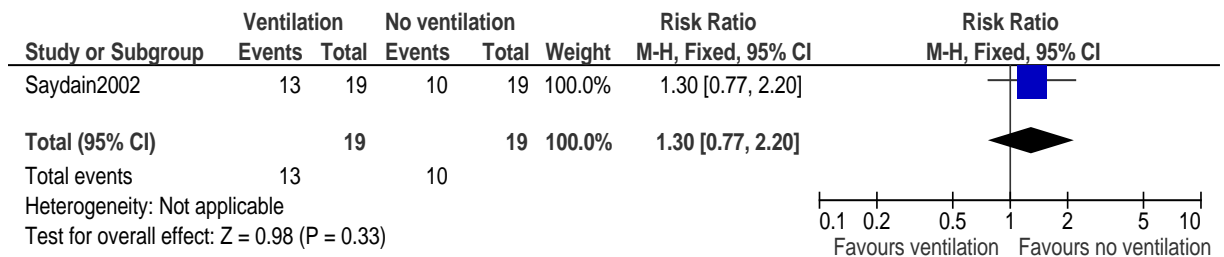 Ventilation No ventilation Risk Ratio Risk Ratio
Study or Subgroup Events Total Events Total Weight M-H, Fixed, 95% CI M-H, Fixed, 95% CI
Saydain2002 13 19 10 19 100.0% 1.30 [0.77, 2.20]
Total (95% CI) 19 19 100.0% 1.30 [0.77, 2.20]
Total events 13 10
Heterogeneity: Not applicable
Test for overall effect: Z = 0.98 (P = 0.33)
0.1 0.2 0.5 1 2 5 10
Favours ventilation Favours no ventilation